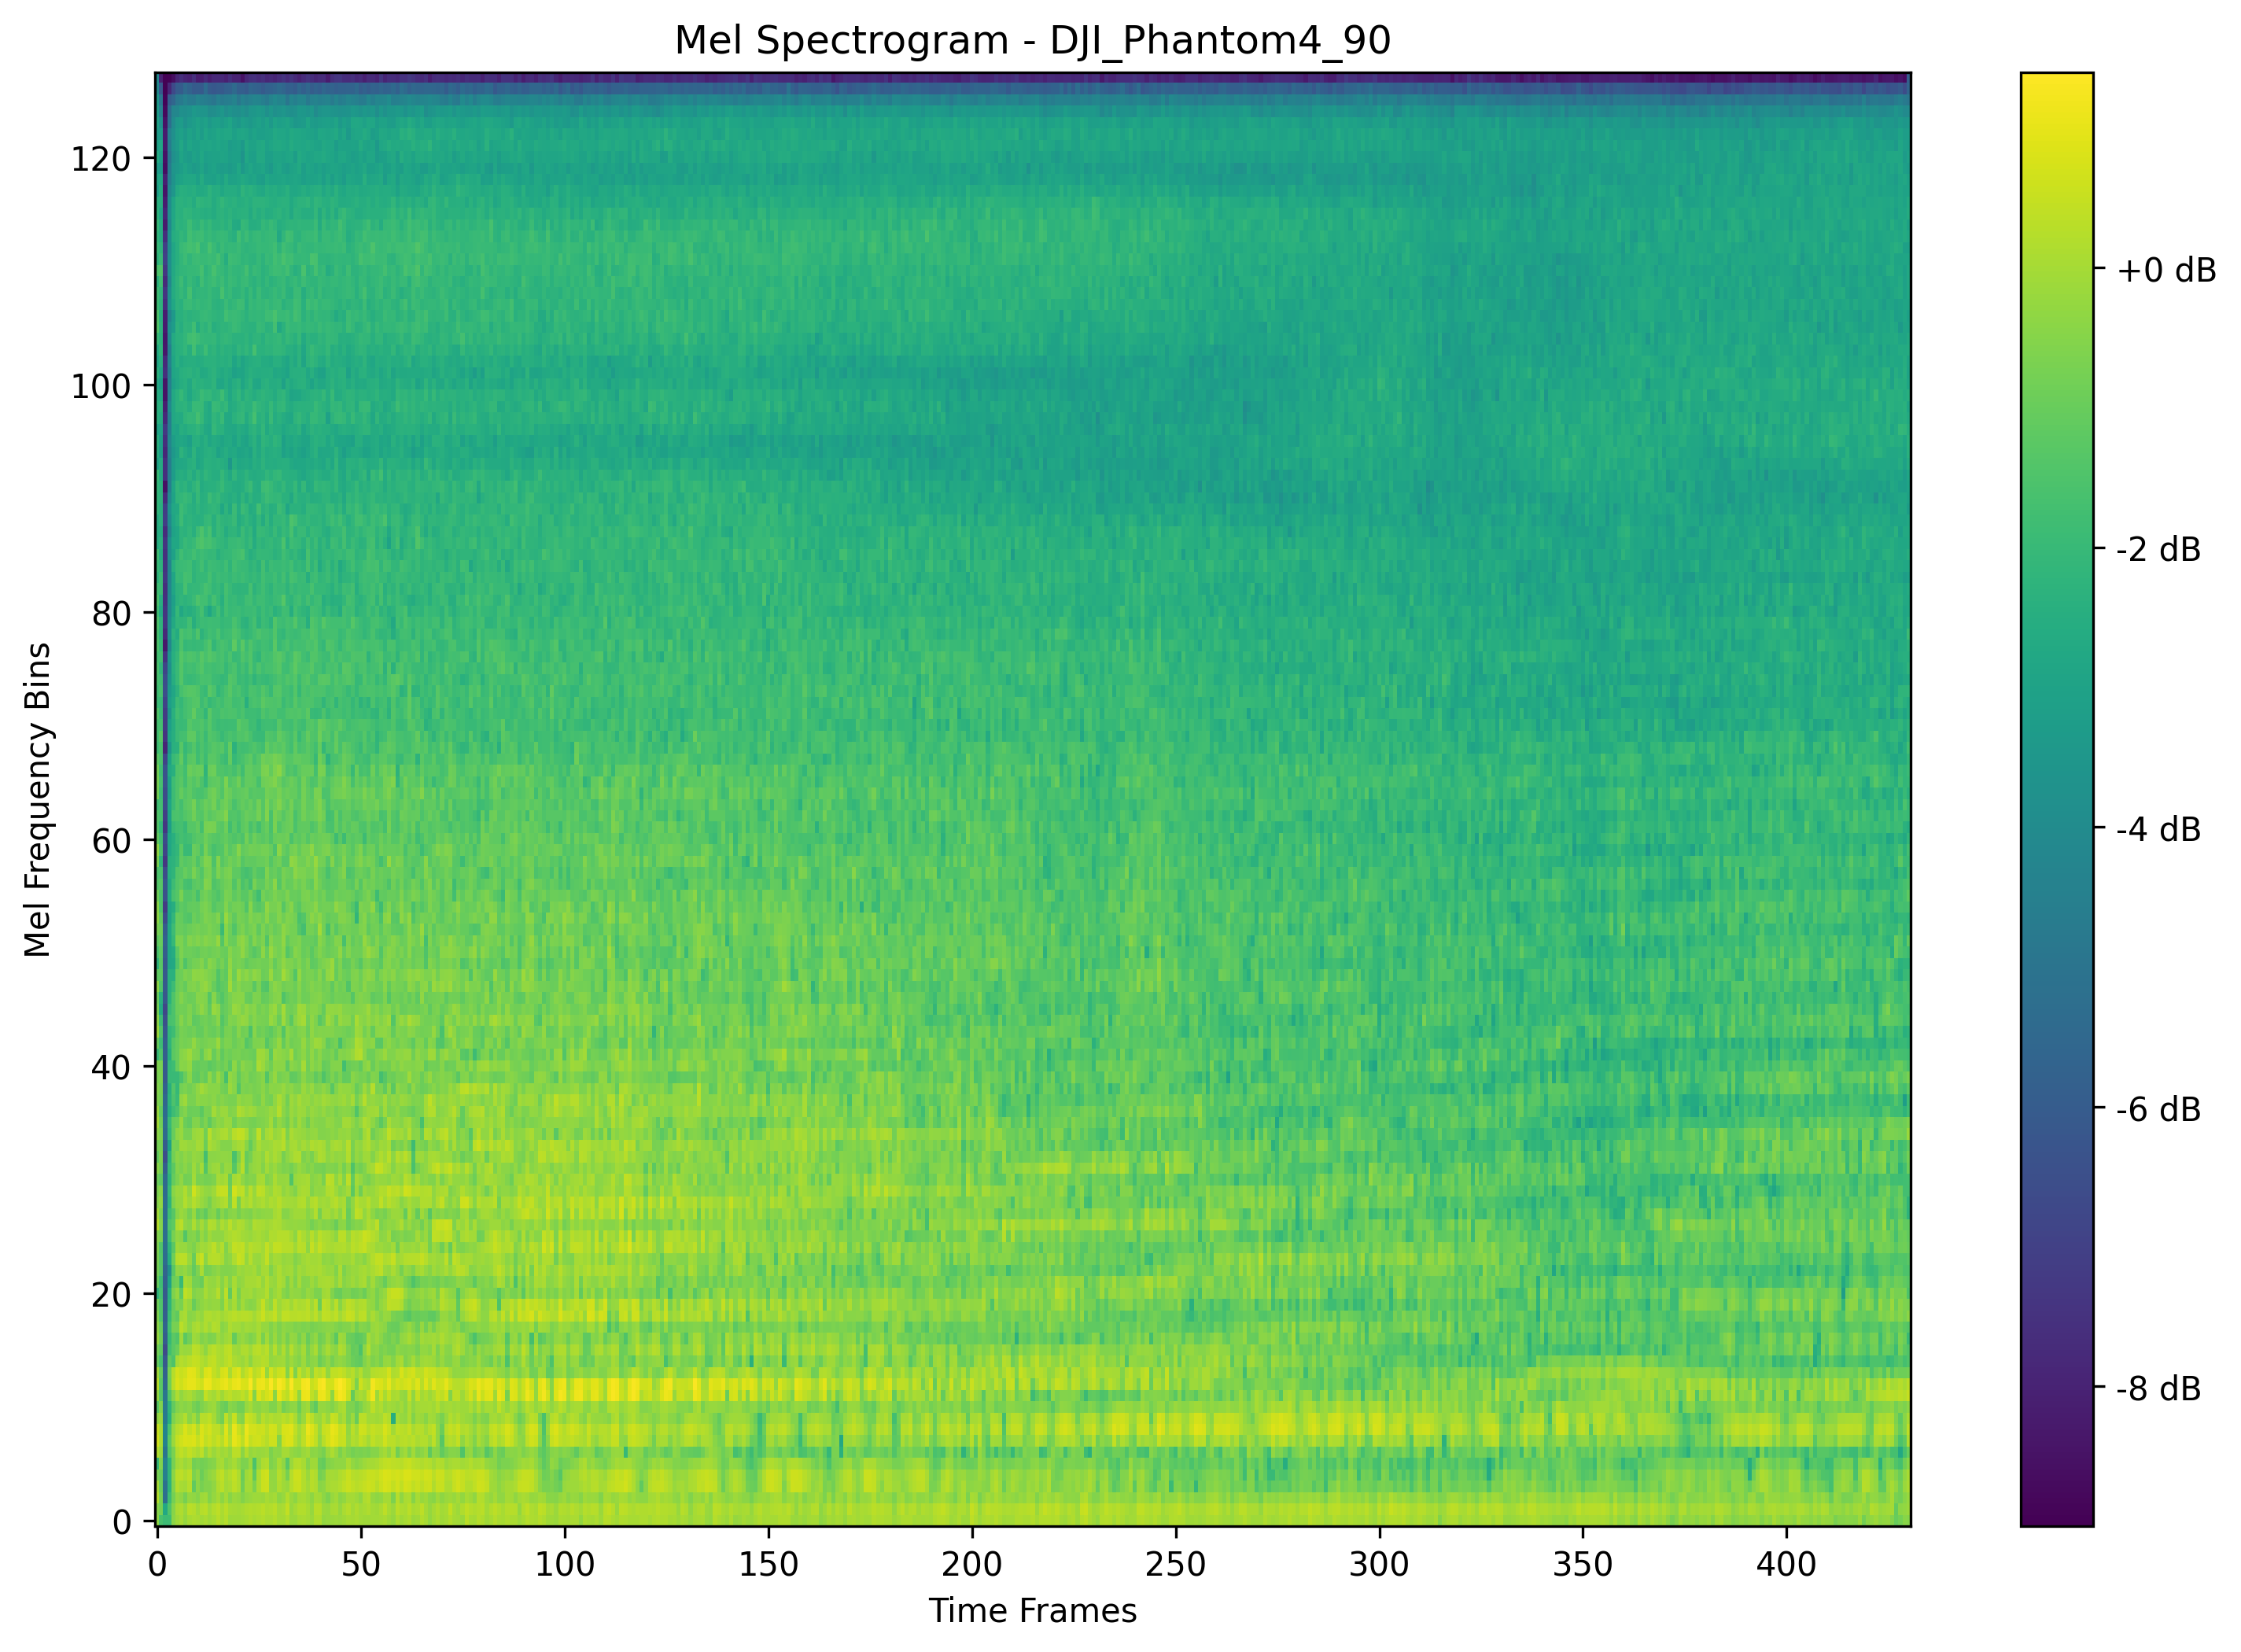 Mel Spectrogram - DJI_Phantom4_90
120
100
80
60
40
20
0
Mel Frequency Bins
0 50 100 150 200 250 300 350 400
Time Frames
+0 dB
-2 dB
-4 dB
-6 dB
-8 dB